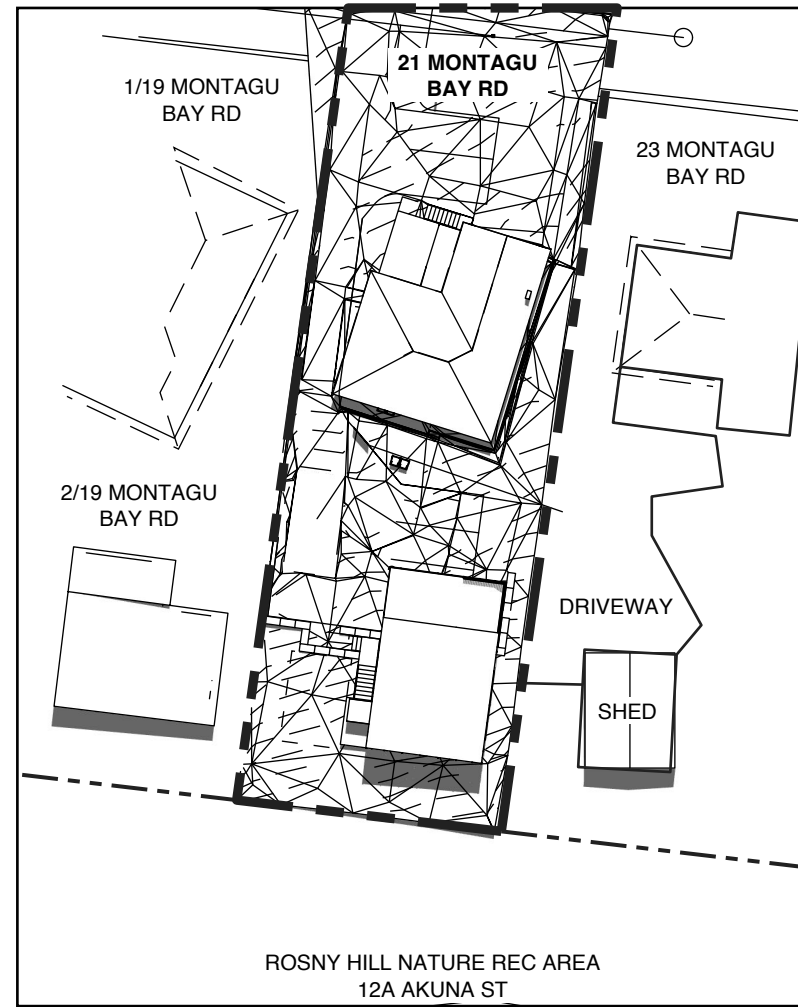 21 MONTAGU
BAY RD
1/19 MONTAGU
BAY RD
23 MONTAGU
BAY RD
2/19 MONTAGU
BAY RD
DRIVEWAY
SHED
ROSNY HILL NATURE REC AREA
12A AKUNA ST